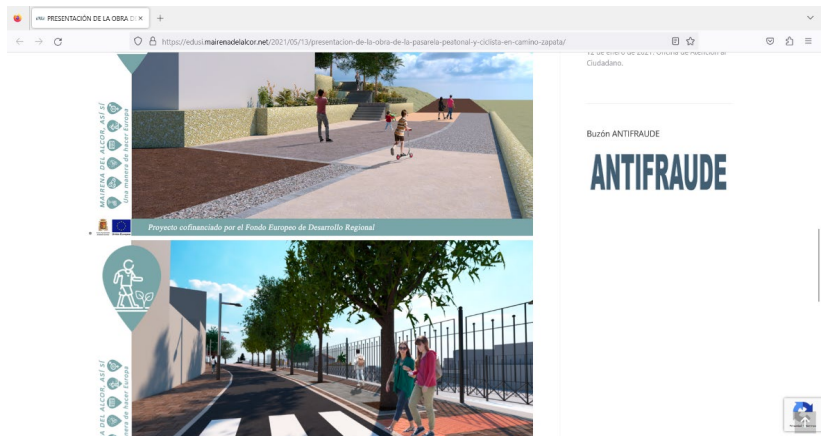 PRESENTACIÓN DE LA OBRA DE
https://edusi.mairenadelalcor.net/2021/05/13/presentacion-de-la-obra-de-la-pasarela-peatonal-y-ciclista-en-camino-zapata/
12 de enero de 2021. Oficina de Atención al
Ciudadano.
MAIRENA DEL ALCOR, ASÍ SÍ
Una manera de hacer Europa
Buzón ANTIFRAUDE
ANTIFRAUDE
Proyecto cofinanciado por el Fondo Europeo de Desarrollo Regional
DEL ALCOR, ASÍ SÍ
manera de hacer Europa